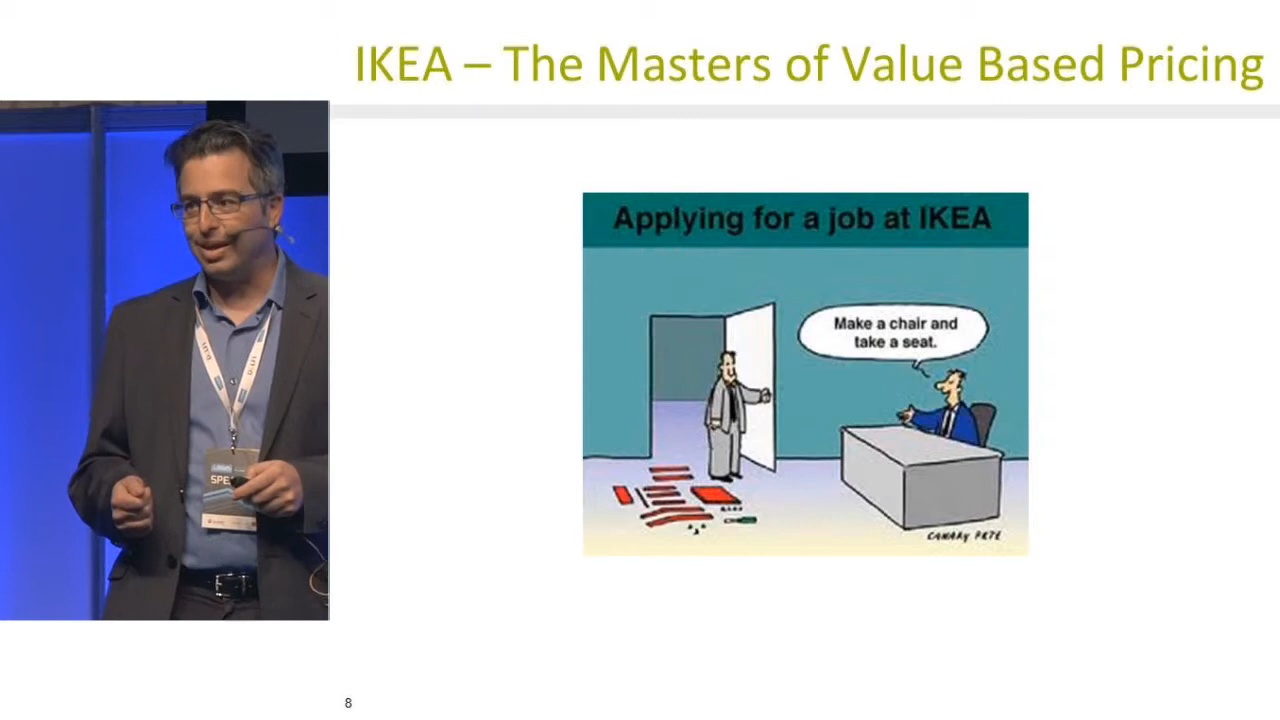 IKEA – The Masters of Value Based Pricing
Applying for a job at IKEA
Make a chair and
take a seat.
CANARY PETE
SPE
8